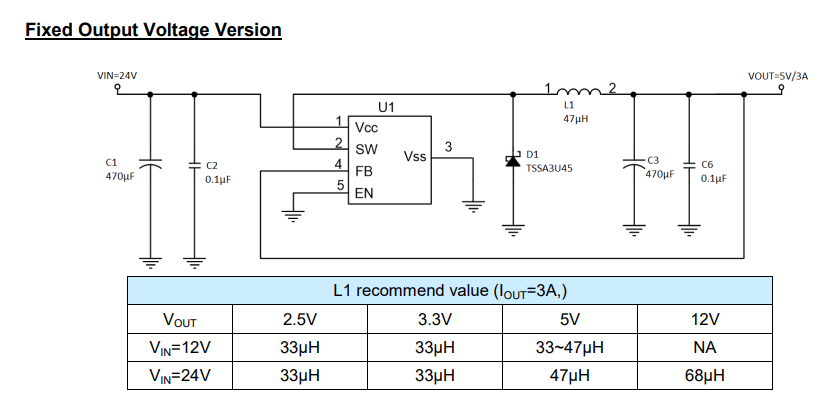 Fixed Output Voltage Version
VIN=24V
VOUT=5V/3A
1 2
U1
L1
47μH
1 Vcc
2 SW
Vss 3
4 FB
5 EN
C1
470μF
C2
0.1μF
D1
TSSA3U45
C3
470μF
C6
0.1μF
L1 recommend value (IOUT=3A,)
VOUT 2.5V 3.3V 5V 12V
VIN=12V 33μH 33μH 33~47μH NA
VIN=24V 33μH 33μH 47μH 68μH